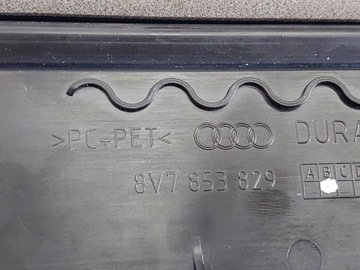 >PC+PET< DURA
8V7 853 829
A B C D